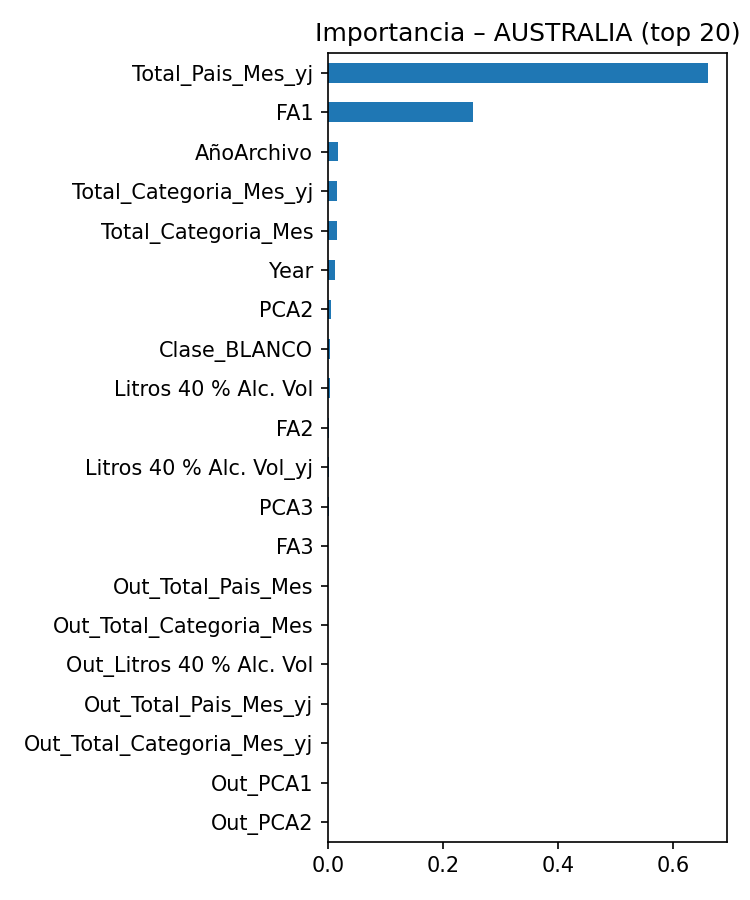 Importancia – AUSTRALIA (top 20)
Total_Pais_Mes_yj
FA1
AñoArchivo
Total_Categoria_Mes_yj
Total_Categoria_Mes
Year
PCA2
Clase_BLANCO
Litros 40 % Alc. Vol
FA2
Litros 40 % Alc. Vol_yj
PCA3
FA3
Out_Total_Pais_Mes
Out_Total_Categoria_Mes
Out_Litros 40 % Alc. Vol
Out_Total_Pais_Mes_yj
Out_Total_Categoria_Mes_yj
Out_PCA1
Out_PCA2
0.0 0.2 0.4 0.6